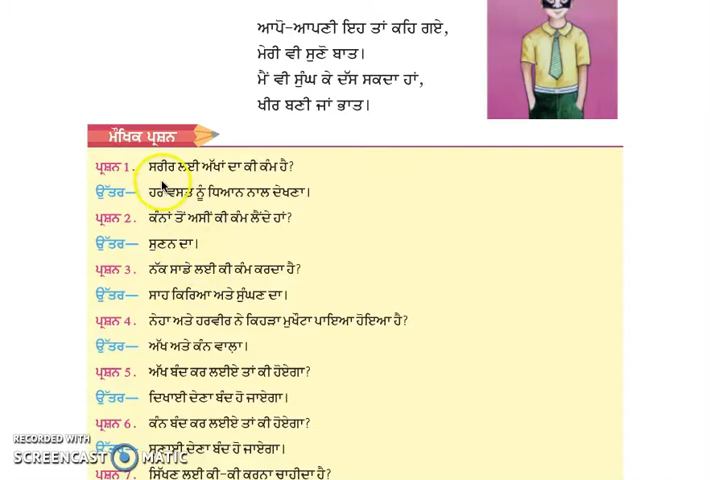 ਆਪੋ-ਆਪਣੀ ਇਹ ਤਾਂ ਕਹਿ ਗਏ,
ਮੇਰੀ ਵੀ ਸੁਣੋ ਬਾਤ।
ਮੈਂ ਵੀ ਸੁੰਘ ਕੇ ਦੱਸ ਸਕਦਾ ਹਾਂ,
ਖੀਰ ਬਣੀ ਜਾਂ ਭਾਤ।
ਮੌਖਿਕ ਪ੍ਰਸ਼ਨ
ਪ੍ਰਸ਼ਨ 1. ਸਰੀਰ ਲਈ ਅੱਖਾਂ ਦਾ ਕੀ ਕੰਮ ਹੈ?
ਉੱਤਰ— ਹਰ ਵਸਤੂ ਨੂੰ ਧਿਆਨ ਨਾਲ ਦੇਖਣਾ।
ਪ੍ਰਸ਼ਨ 2. ਕੰਨਾਂ ਤੋਂ ਅਸੀਂ ਕੀ ਕੰਮ ਲੈਂਦੇ ਹਾਂ?
ਉੱਤਰ— ਸੁਣਨ ਦਾ।
ਪ੍ਰਸ਼ਨ 3. ਨੱਕ ਸਾਡੇ ਲਈ ਕੀ ਕੰਮ ਕਰਦਾ ਹੈ?
ਉੱਤਰ— ਸਾਹ ਕਿਰਿਆ ਅਤੇ ਸੁੰਘਣ ਦਾ।
ਪ੍ਰਸ਼ਨ 4. ਨੇਹਾ ਅਤੇ ਹਰਵੀਰ ਨੇ ਕਿਹੜਾ ਮੁਖੌਟਾ ਪਾਇਆ ਹੋਇਆ ਹੈ?
ਉੱਤਰ— ਅੱਖ ਅਤੇ ਕੰਨ ਵਾਲ਼ਾ।
ਪ੍ਰਸ਼ਨ 5. ਅੱਖ ਬੰਦ ਕਰ ਲਈਏ ਤਾਂ ਕੀ ਹੋਏਗਾ?
ਉੱਤਰ— ਦਿਖਾਈ ਦੇਣਾ ਬੰਦ ਹੋ ਜਾਏਗਾ।
ਪ੍ਰਸ਼ਨ 6. ਕੰਨ ਬੰਦ ਕਰ ਲਈਏ ਤਾਂ ਕੀ ਹੋਏਗਾ?
RECORDED WITH
ਉੱਤਰ— ਸੁਣਾਈ ਦੇਣਾ ਬੰਦ ਹੋ ਜਾਏਗਾ।
SCREENCAST MATIC
ਪ੍ਰਸ਼ਨ 7. ਸਿੱਖਣ ਲਈ ਕੀ-ਕੀ ਕਰਨਾ ਚਾਹੀਦਾ ਹੈ?